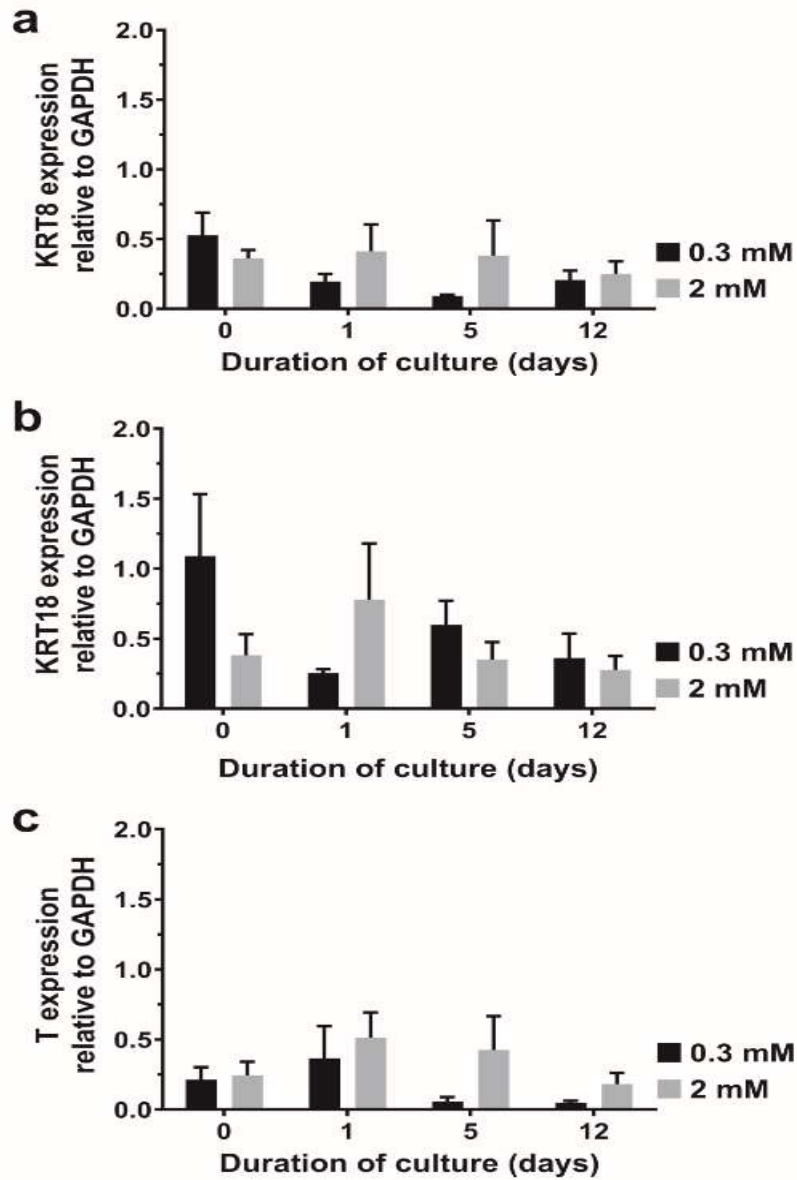 a
KRT8 expression
relative to GAPDH
2.0
1.5
1.0
0.5
0.0
0 1 5 12
Duration of culture (days)
0.3 mM
2 mM
b
KRT18 expression
relative to GAPDH
2.0
1.5
1.0
0.5
0.0
0 1 5 12
Duration of culture (days)
0.3 mM
2 mM
c
T expression
relative to GAPDH
2.0
1.5
1.0
0.5
0.0
0 1 5 12
Duration of culture (days)
0.3 mM
2 mM